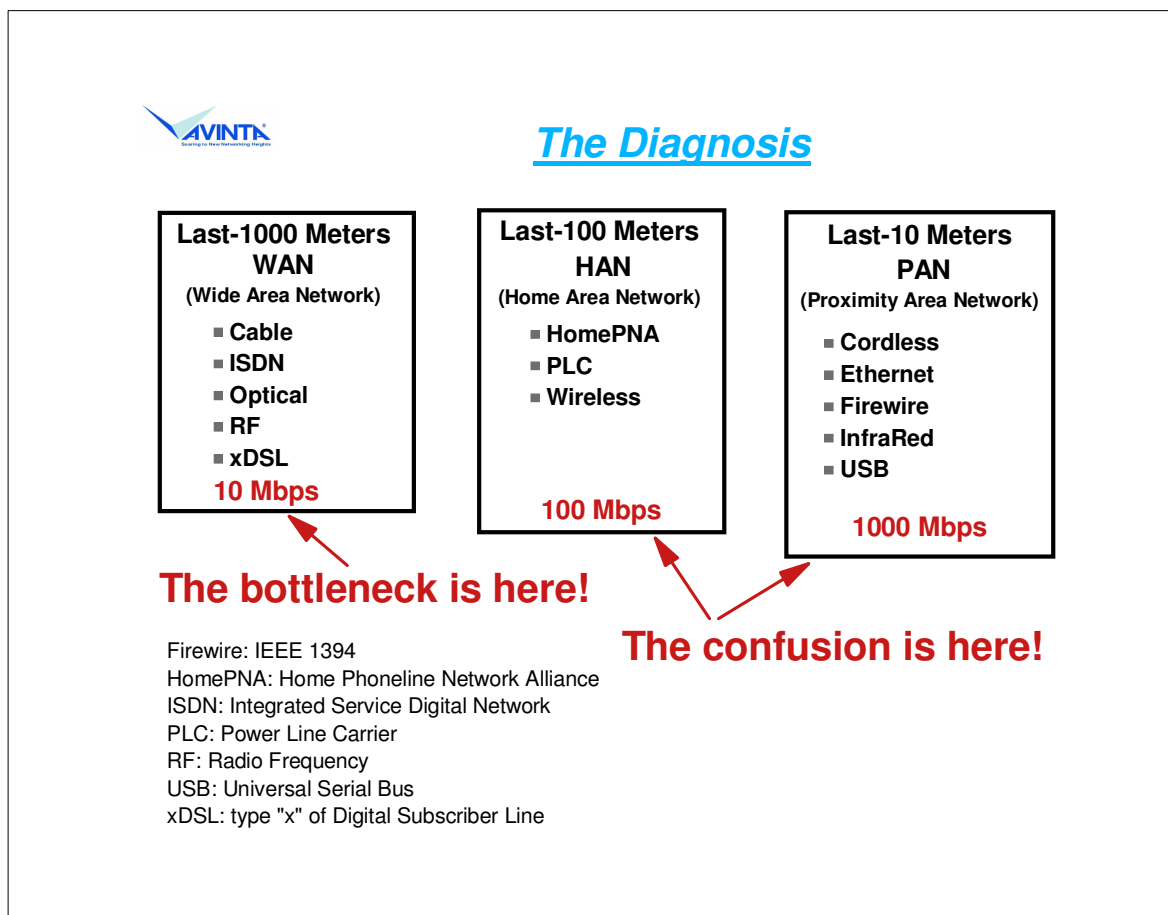 AVINTA
Soaring to New Networking Heights
The Diagnosis
Last-1000 Meters
WAN
(Wide Area Network)
Cable
ISDN
Optical
RF
xDSL
10 Mbps
Last-100 Meters
HAN
(Home Area Network)
HomePNA
PLC
Wireless
100 Mbps
Last-10 Meters
PAN
(Proximity Area Network)
Cordless
Ethernet
Firewire
InfraRed
USB
1000 Mbps
The bottleneck is here!
The confusion is here!
Firewire: IEEE 1394
HomePNA: Home Phoneline Network Alliance
ISDN: Integrated Service Digital Network
PLC: Power Line Carrier
RF: Radio Frequency
USB: Universal Serial Bus
xDSL: type "x" of Digital Subscriber Line